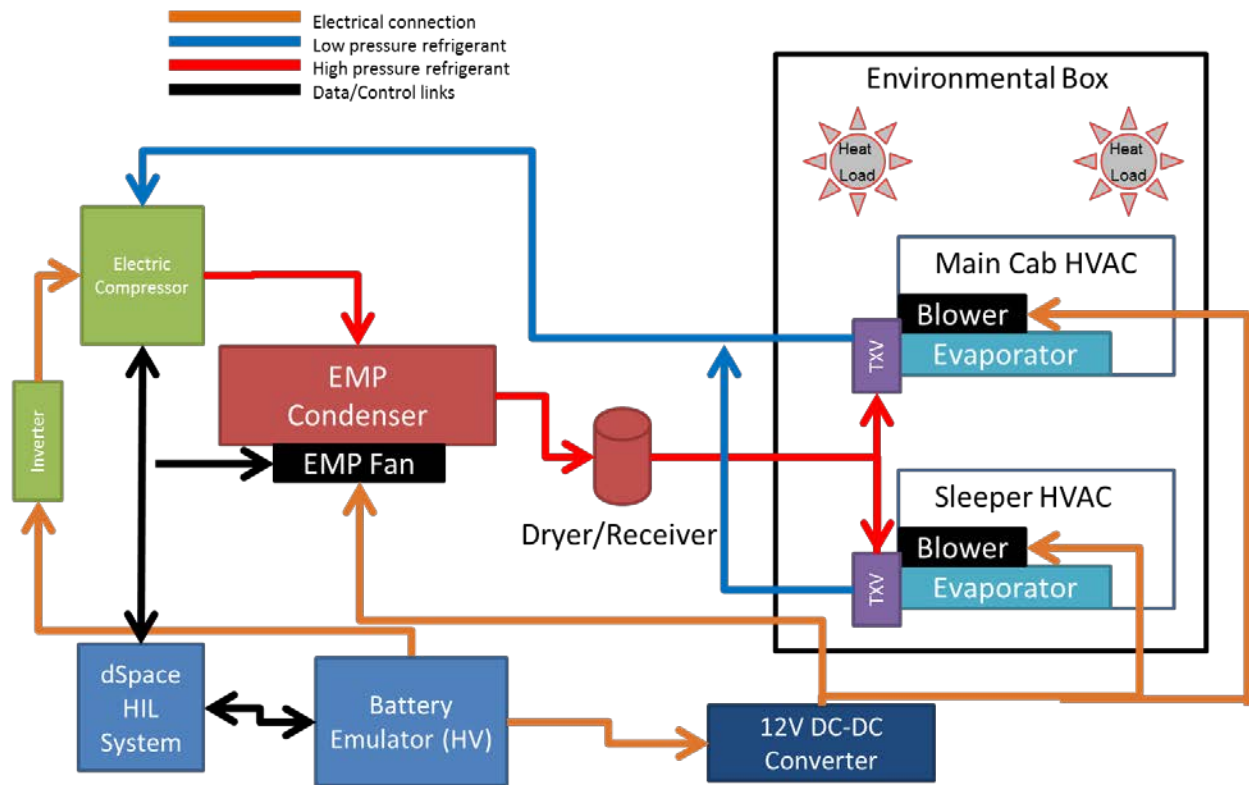 Electrical connection
Low pressure refrigerant
High pressure refrigerant
Data/Control links
Environmental Box
Heat
Load
Heat
Load
Electric
Compressor
Main Cab HVAC
Blower
TXV
Evaporator
EMP
Condenser
EMP Fan
Inverter
Dryer/Receiver
Sleeper HVAC
Blower
TXV
Evaporator
dSpace
HIL
System
Battery
Emulator (HV)
12V DC-DC
Converter